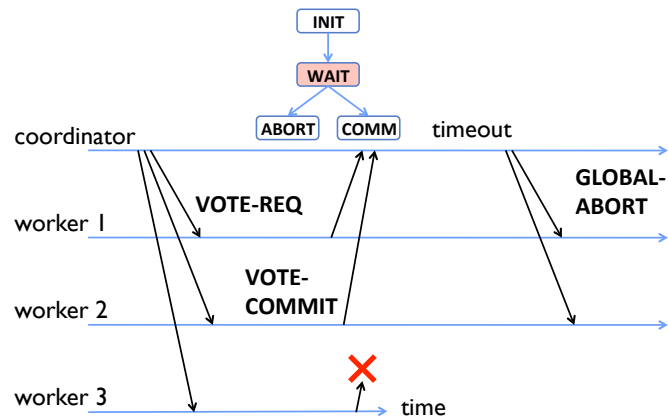 INIT
WAIT
ABORT
COMM
coordinator
timeout
VOTE-REQ
GLOBAL-
ABORT
worker 1
VOTE-
COMMIT
worker 2
worker 3
time